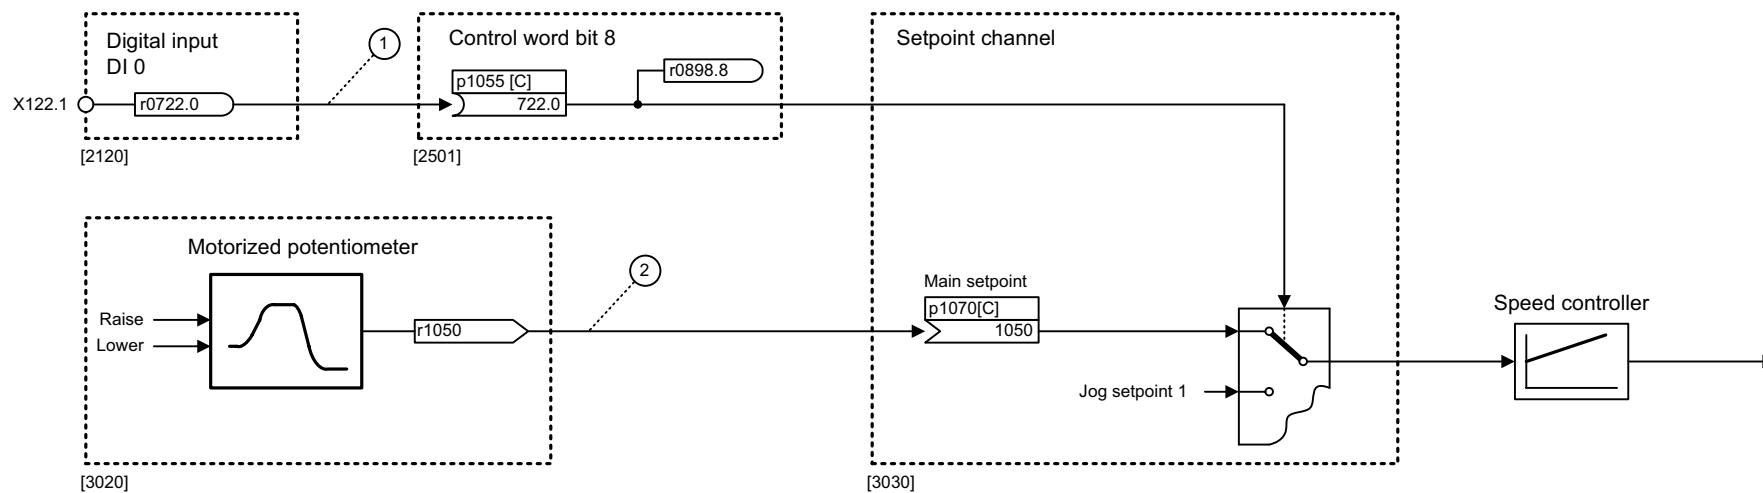 Digital input
DI 0
X122.1
r0722.0
[2120]
1
Control word bit 8
p1055 [C]
722.0
r0898.8
[2501]
Setpoint channel
Motorized potentiometer
Raise
Lower
r1050
[3020]
2
Main setpoint
p1070[C]
1050
Jog setpoint 1
[3030]
Speed controller